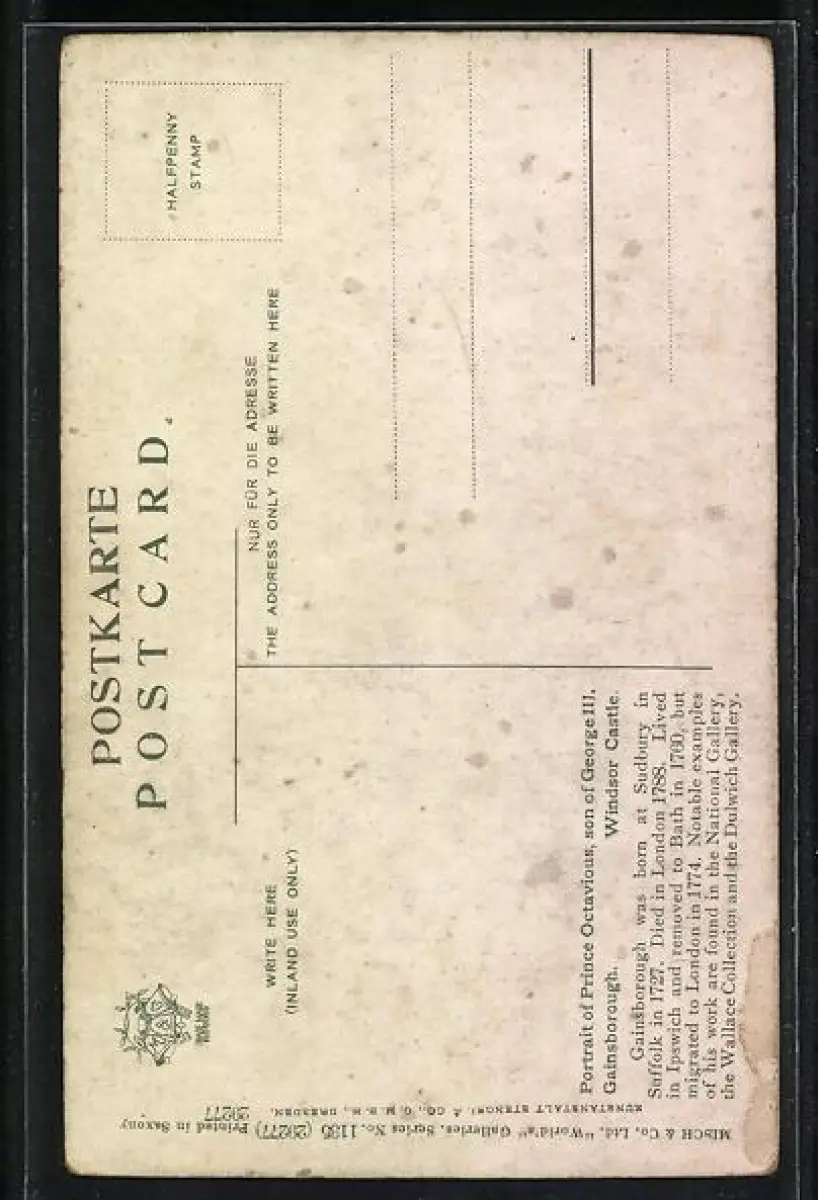 POSTKARTE
POST CARD.
HALFPENNY
STAMP
NUR FÜR DIE ADRESSE
THE ADDRESS ONLY TO BE WRITTEN HERE
WRITE HERE
(INLAND USE ONLY)
Portrait of Prince Octavious, son of George III,
Gainsborough. Windsor Castle.
Gainsborough was born at Sudbury in
Suffolk in 1727. Died in London 1788. Lived
in Ipswich and removed to Bath in 1760, but
migrated to London in 1774. Notable examples
of his work are found in the National Gallery,
the Wallace Collection and the Dulwich Gallery.
KUNSTANSTALT STENGEL & CO., G. M. B. H., DRESDEN.
29277
MISCH & Co., Ltd. "World's" Galleries. Series No. 1135 (29277) Printed in Saxony